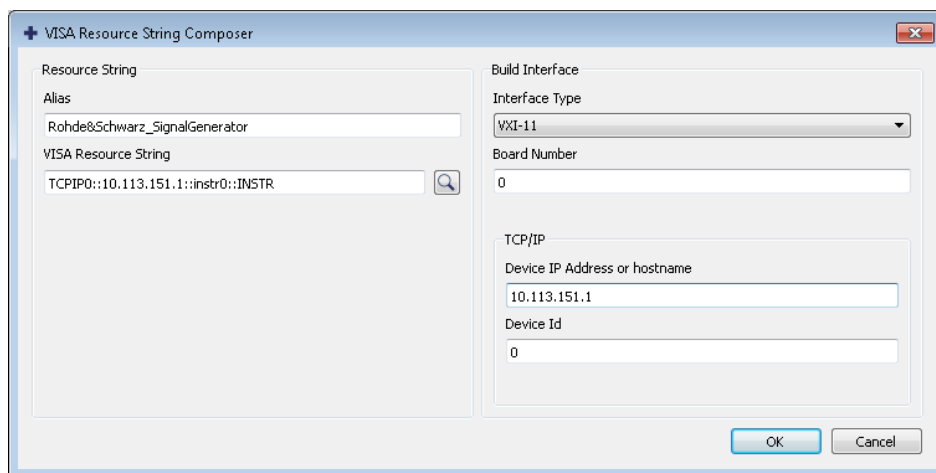 VISA Resource String Composer
Resource String
Alias
Rohde&Schwarz_SignalGenerator
VISA Resource String
TCPIP0::10.113.151.1::instr0::INSTR
Build Interface
Interface Type
VXI-11
Board Number
0
TCP/IP
Device IP Address or hostname
10.113.151.1
Device Id
0
OK
Cancel